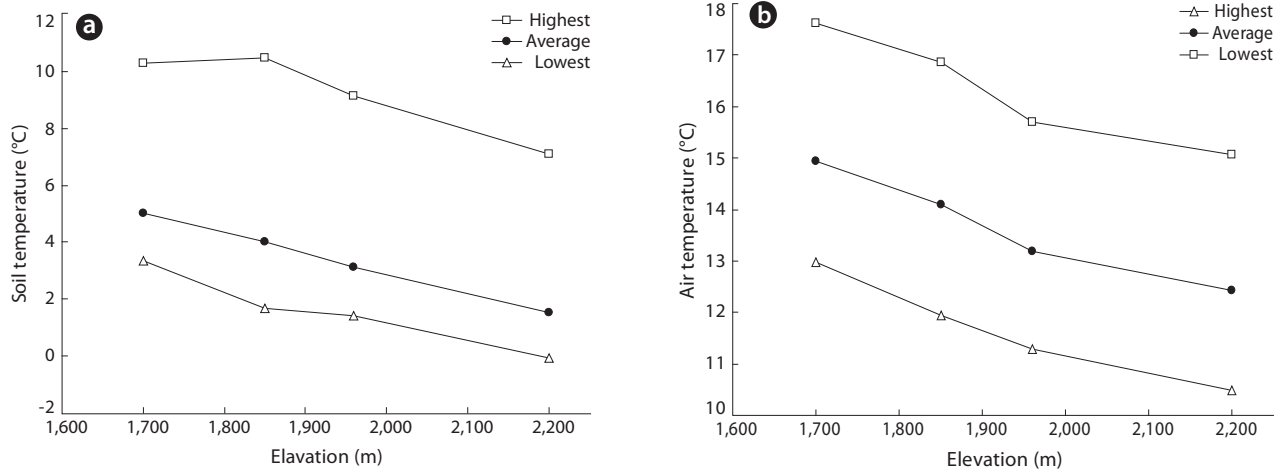 a
Highest
Average
Lowest
12
10
8
6
4
2
0
-2
Soil temperature (°C)
1,600 1,700 1,800 1,900 2,000 2,100 2,200
Elavation (m)
b
Highest
Average
Lowest
18
17
16
15
14
13
12
11
10
Air temperature (°C)
1,600 1,700 1,800 1,900 2,000 2,100 2,200
Elevation (m)